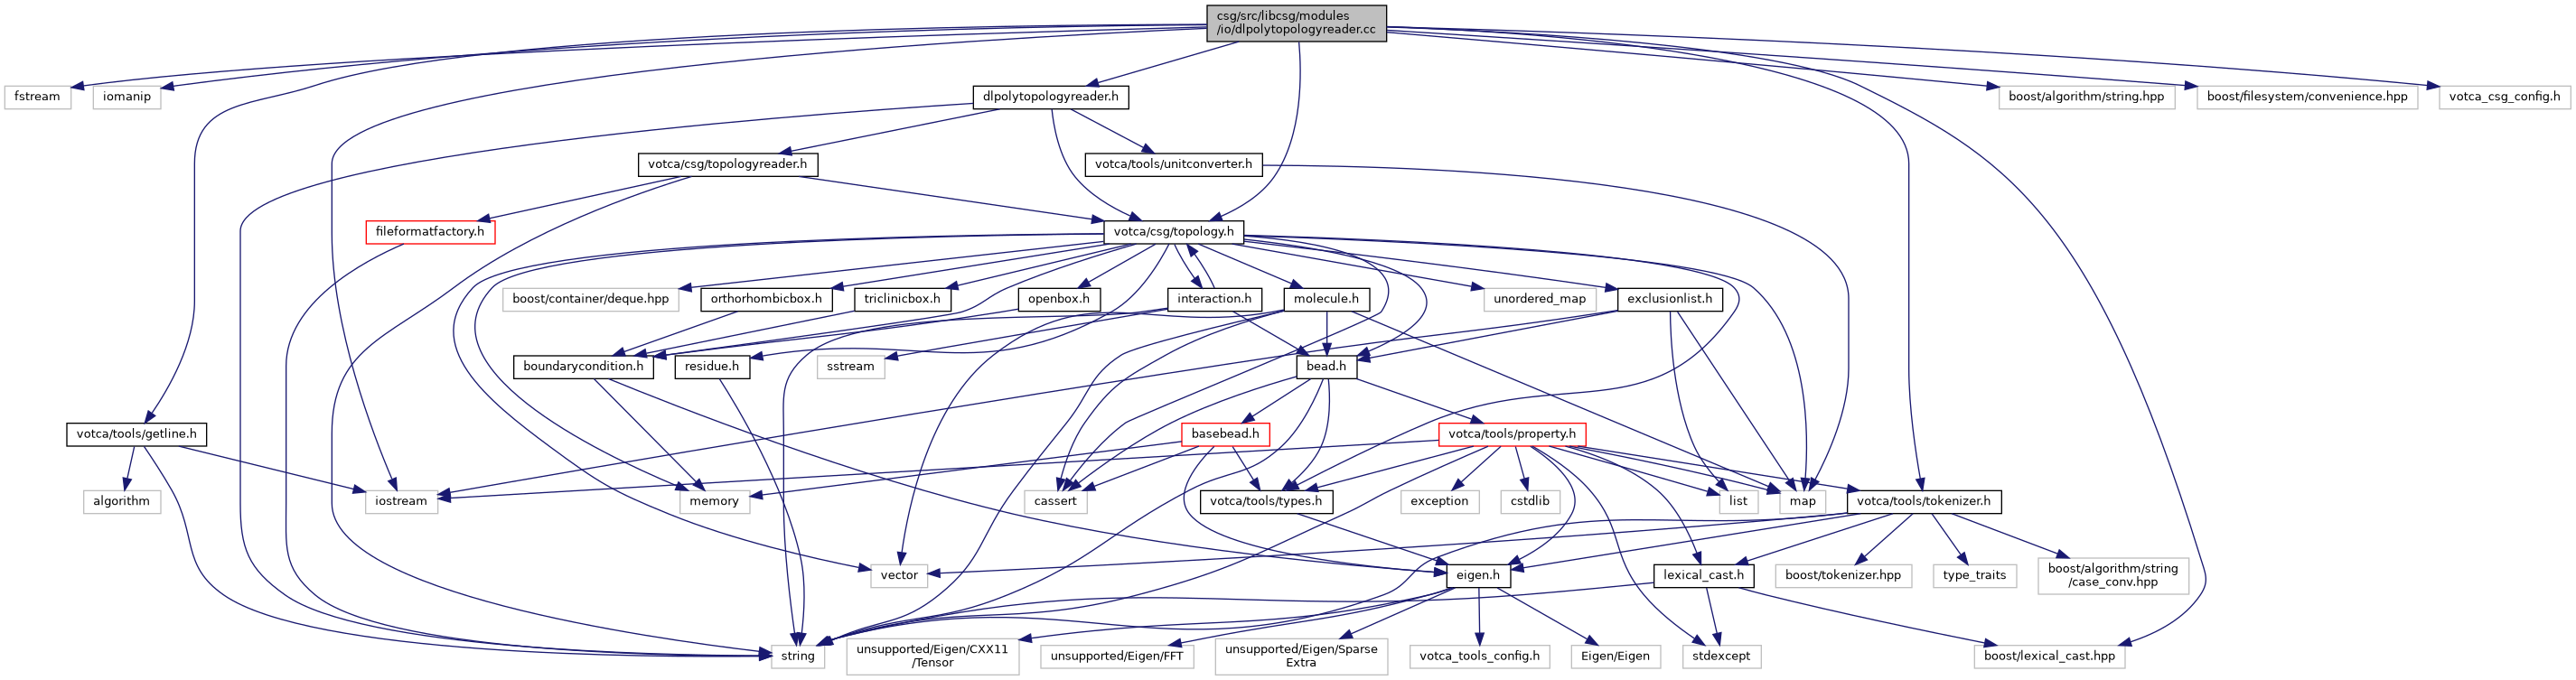 csg/src/libcsg/modules
/io/dlpolytopologyreader.cc
fstream
iomanip
dlpolytopologyreader.h
boost/algorithm/string.hpp
boost/filesystem/convenience.hpp
votca_csg_config.h
votca/csg/topologyreader.h
votca/tools/unitconverter.h
fileformatfactory.h
votca/csg/topology.h
boost/container/deque.hpp
orthorhombicbox.h
triclinicbox.h
openbox.h
interaction.h
molecule.h
unordered_map
exclusionlist.h
boundarycondition.h
residue.h
sstream
bead.h
votca/tools/getline.h
basebead.h
votca/tools/property.h
algorithm
iostream
memory
cassert
votca/tools/types.h
exception
cstdlib
list
map
votca/tools/tokenizer.h
vector
eigen.h
lexical_cast.h
boost/tokenizer.hpp
type_traits
boost/algorithm/string
/case_conv.hpp
string
unsupported/Eigen/CXX11
/Tensor
unsupported/Eigen/FFT
unsupported/Eigen/Sparse
Extra
votca_tools_config.h
Eigen/Eigen
stdexcept
boost/lexical_cast.hpp